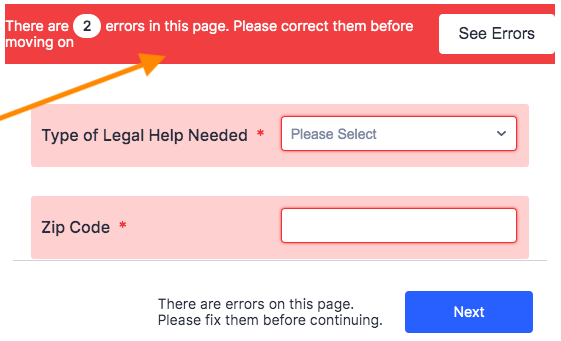 There are 2 errors in this page. Please correct them before
moving on
See Errors
Type of Legal Help Needed *
Please Select
Zip Code *
There are errors on this page.
Please fix them before continuing.
Next